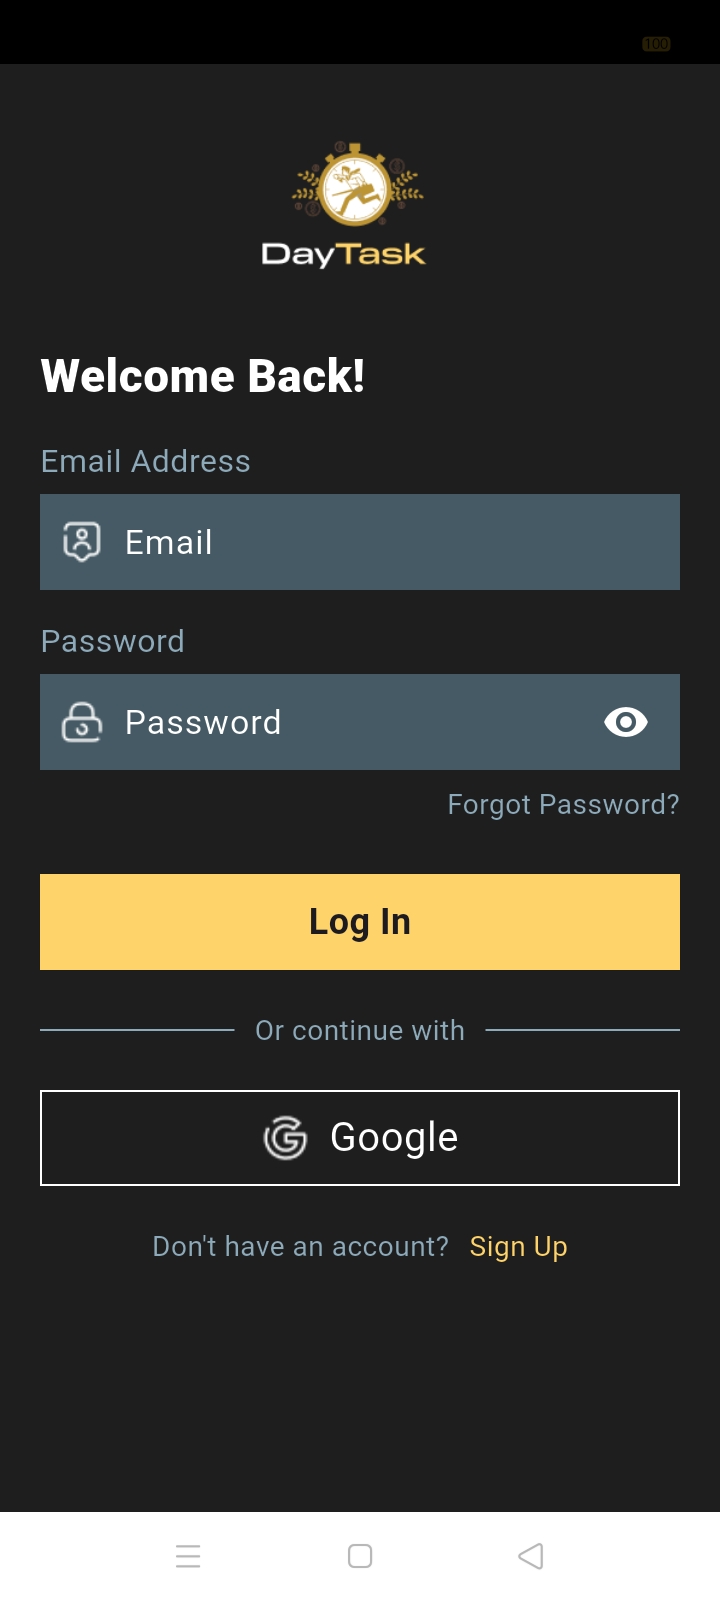 100
DayTask
Welcome Back!
Email Address
Email
Password
Password
Forgot Password?
Log In
Or continue with
Google
Don't have an account? Sign Up